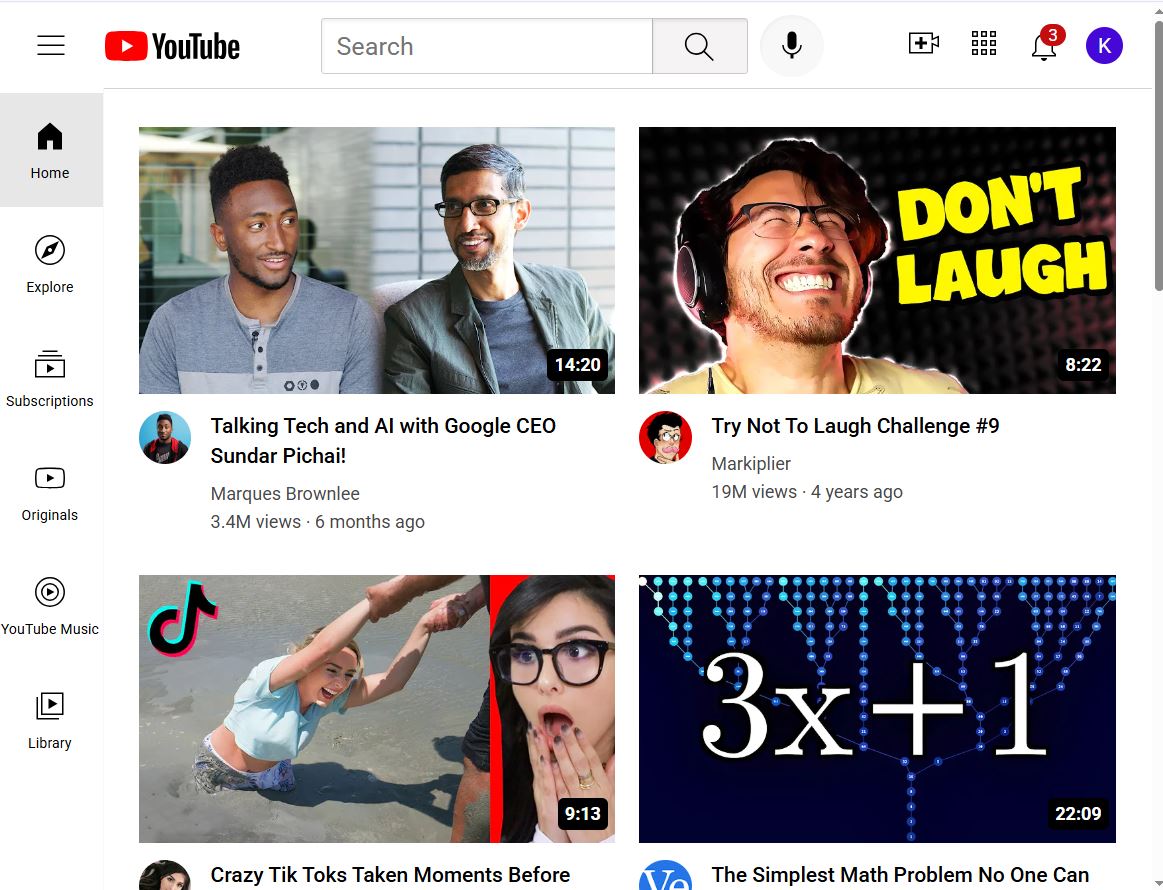 YouTube
Search
3
K
Home
Explore
Subscriptions
Originals
YouTube Music
Library
14:20
Talking Tech and AI with Google CEO
Sundar Pichai!
Marques Brownlee
3.4M views · 6 months ago
DON'T
LAUGH
8:22
Try Not To Laugh Challenge #9
Markiplier
19M views · 4 years ago
9:13
Crazy Tik Toks Taken Moments Before
3x+1
22:09
Ve
The Simplest Math Problem No One Can